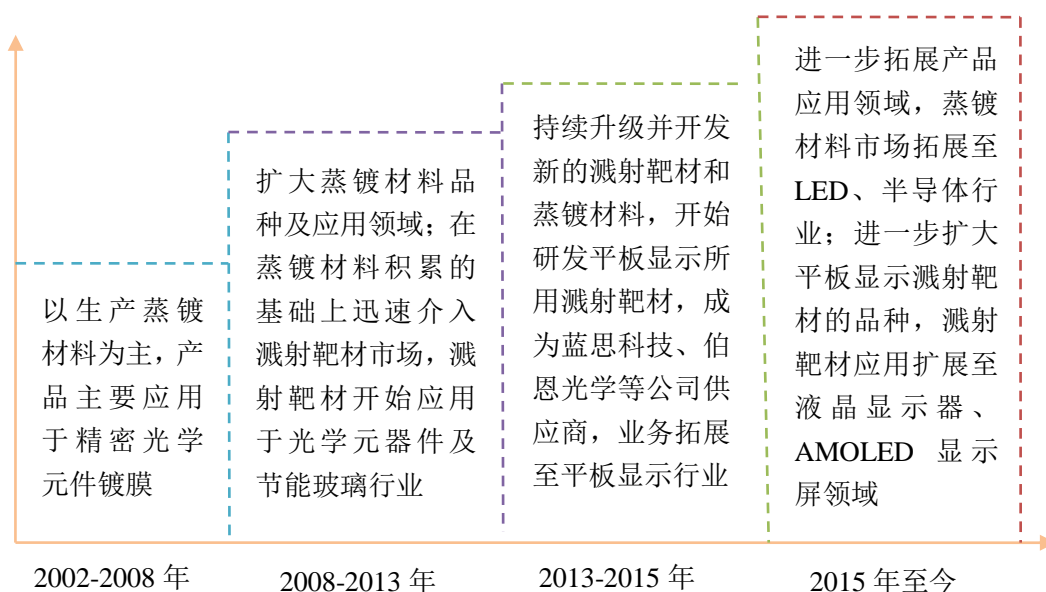 以生产蒸镀
材料为主，产
品主要应用
于精密光学
元件镀膜
扩大蒸镀材料品
种及应用领域；在
蒸镀材料积累的
基础上迅速介入
溅射靶材市场，溅
射靶材开始应用
于光学元器件及
节能玻璃行业
持续升级并开发
新的溅射靶材和
蒸镀材料，开始
研发平板显示所
用溅射靶材，成
为蓝思科技、伯
恩光学等公司供
应商，业务拓展
至平板显示行业
进一步拓展产品
应用领域，蒸镀
材料市场拓展至
LED、半导体行
业；进一步扩大
平板显示溅射靶
材的品种，溅射
靶材应用扩展至
液晶显示器、
AMOLED 显示
屏领域
2002-2008 年
2008-2013 年
2013-2015 年
2015 年至今